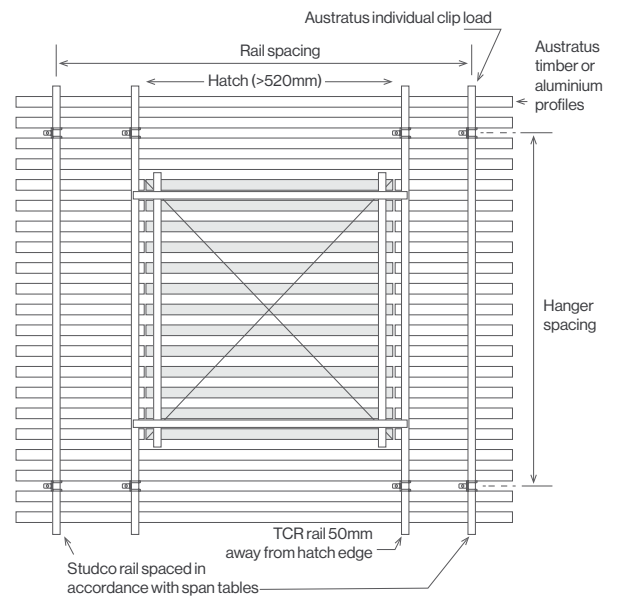 Austratus individual clip load
Rail spacing
Austratus
timber or
aluminium
profiles
Hatch (>520mm)
Hanger
spacing
TCR rail 50mm
away from hatch edge
Studco rail spaced in
accordance with span tables